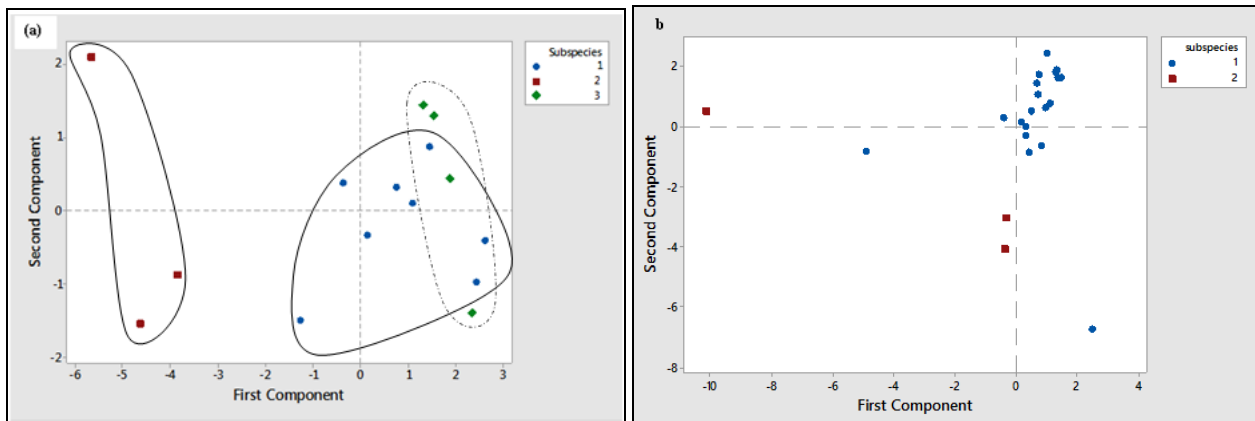 (a)
Subspecies
1
2
3
2
1
0
-1
-2
Second Component
-6 -5 -4 -3 -2 -1 0 1 2 3
First Component
b
subspecies
1
2
2
0
-2
-4
-6
-8
Second Component
-10 -8 -6 -4 -2 0 2 4
First Component